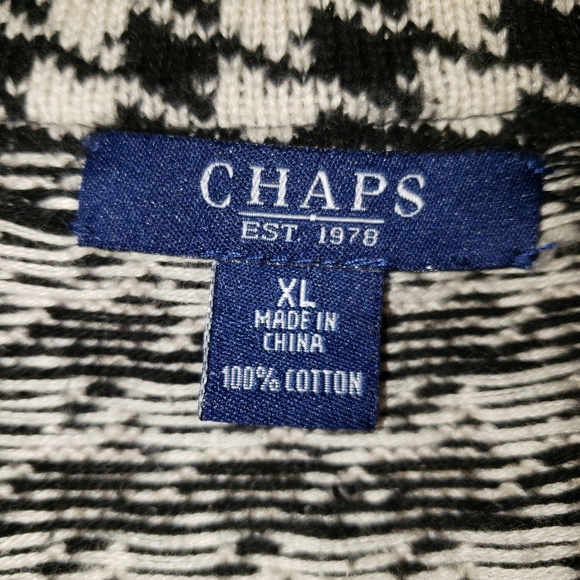 CHAPS
EST. 1978
XL
MADE IN
CHINA
100% COTTON